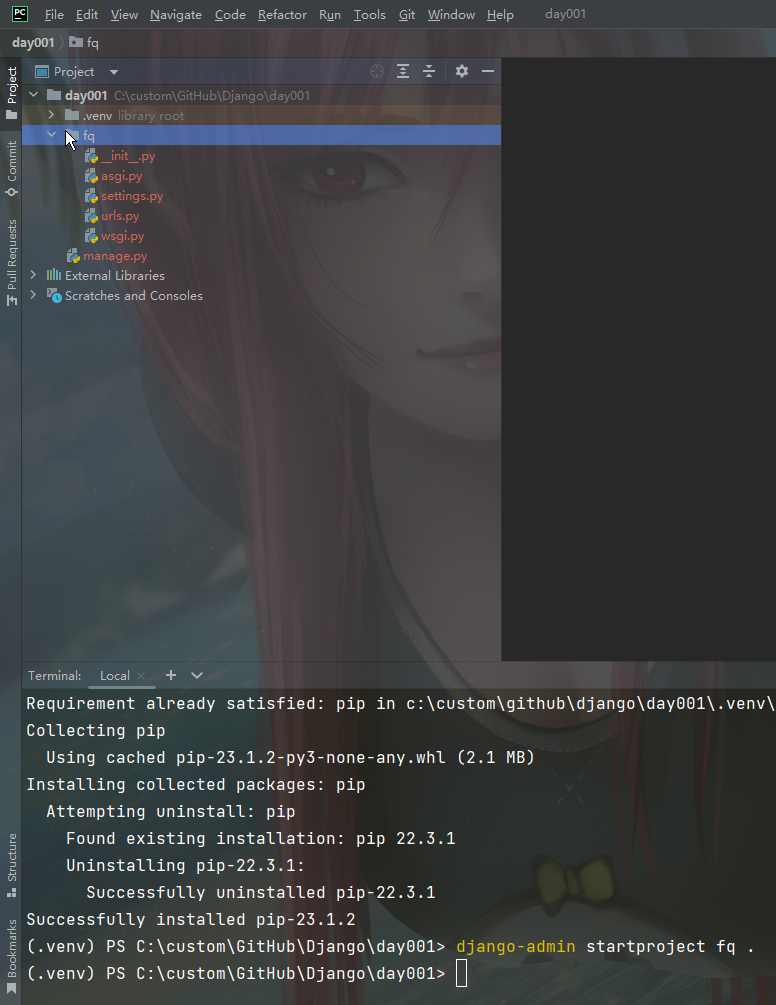 PC File Edit View Navigate Code Refactor Run Tools Git Window Help day001
day001 fq
Project
Commit
Pull Requests
Structure
Bookmarks
Project
day001 C:\custom\GitHub\Django\day001
.venv library root
fq
__init__.py
asgi.py
settings.py
urls.py
wsgi.py
manage.py
External Libraries
Scratches and Consoles
Terminal: Local
Requirement already satisfied: pip in c:\custom\github\django\day001\.venv\
Collecting pip
Using cached pip-23.1.2-py3-none-any.whl (2.1 MB)
Installing collected packages: pip
Attempting uninstall: pip
Found existing installation: pip 22.3.1
Uninstalling pip-22.3.1:
Successfully uninstalled pip-22.3.1
Successfully installed pip-23.1.2
(.venv) PS C:\custom\GitHub\Django\day001> django-admin startproject fq .
(.venv) PS C:\custom\GitHub\Django\day001>